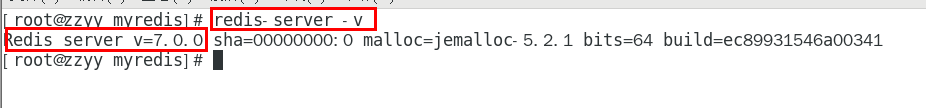 [root@zzyy myredis]# redis-server -v
Redis server v=7.0.0 sha=00000000:0 malloc=jemalloc-5.2.1 bits=64 build=ec89931546a00341
[root@zzyy myredis]#